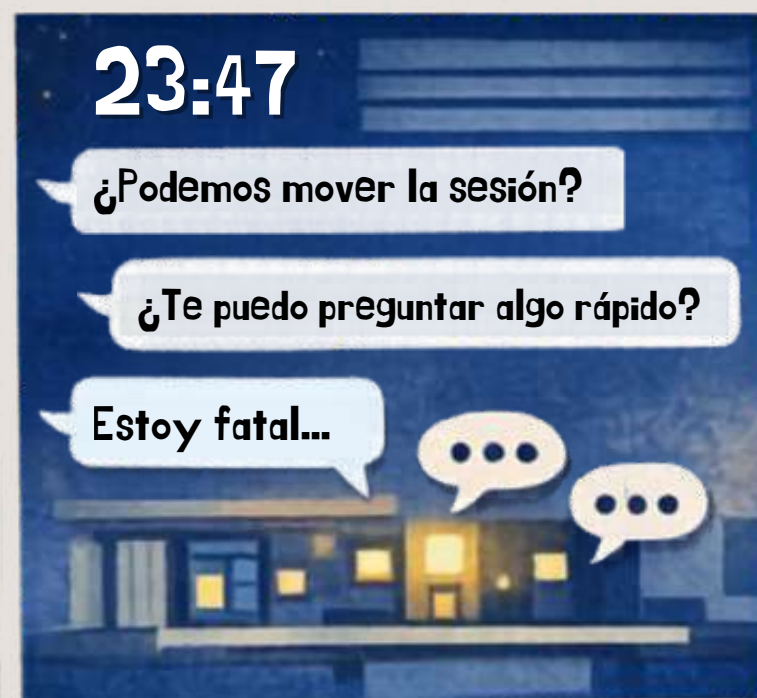 23:47
¿Podemos mover la sesión?
¿Te puedo preguntar algo rápido?
Estoy fatal...